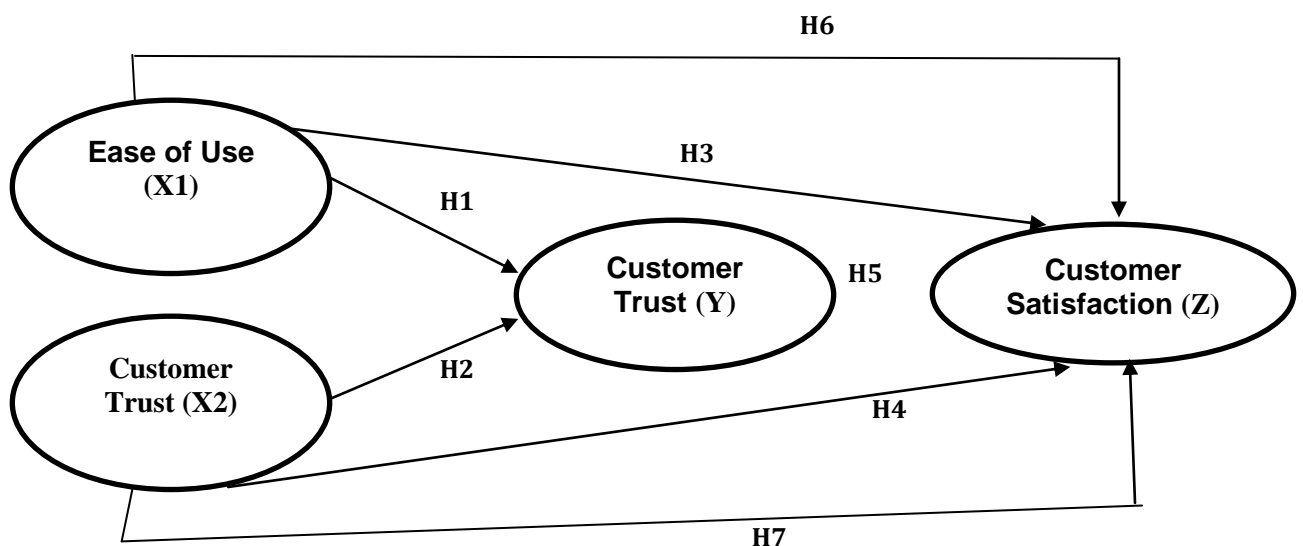 H6
Ease of Use
(X1)
H3
H1
Customer
Trust (Y)
H5
Customer
Satisfaction (Z)
H2
Customer
Trust (X2)
H4
H7